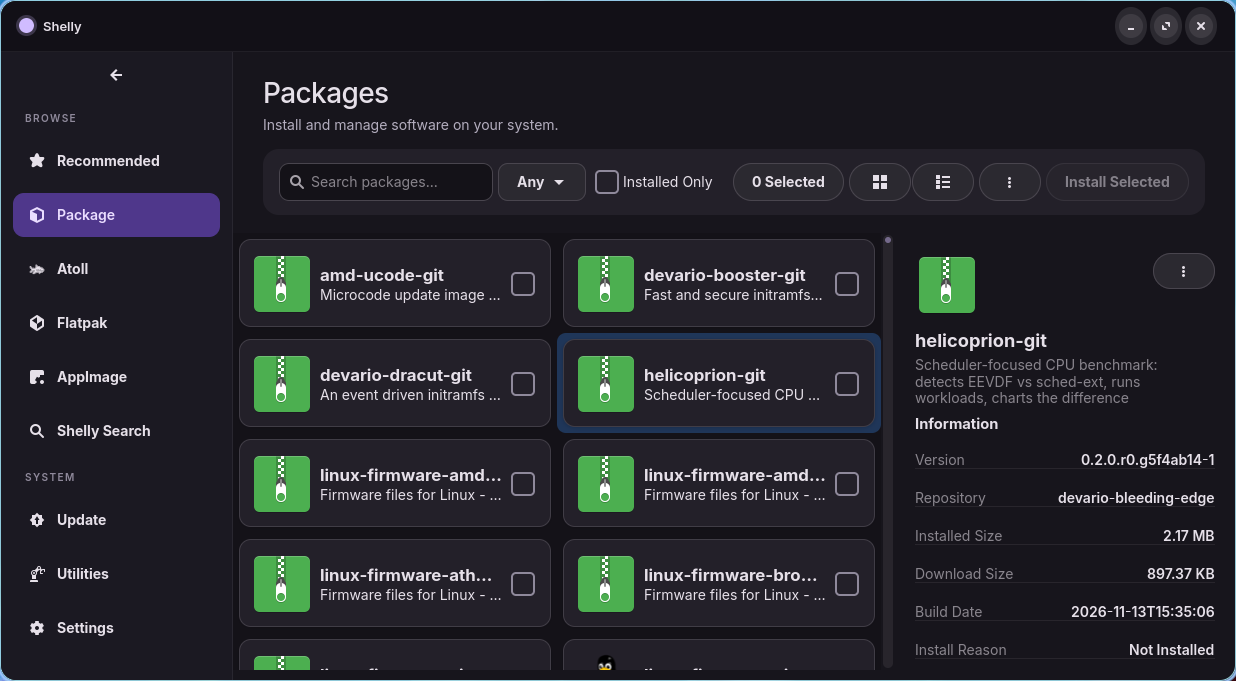 Shelly
BROWSE
Recommended
Package
Atoll
Flatpak
AppImage
Shelly Search
SYSTEM
Update
Utilities
Settings
Packages
Install and manage software on your system.
Search packages...
Any
Installed Only
0 Selected
Install Selected
amd-ucode-git
Microcode update image ...
devario-booster-git
Fast and secure initramfs...
devario-dracut-git
An event driven initramfs ...
helicoprion-git
Scheduler-focused CPU ...
linux-firmware-amd...
Firmware files for Linux - ...
linux-firmware-amd...
Firmware files for Linux - ...
linux-firmware-ath...
Firmware files for Linux - ...
linux-firmware-bro...
Firmware files for Linux - ...
helicoprion-git
Scheduler-focused CPU benchmark:
detects EEVDF vs sched-ext, runs
workloads, charts the difference
Information
Version 0.2.0.r0.g5f4ab14-1
Repository devario-bleeding-edge
Installed Size 2.17 MB
Download Size 897.37 KB
Build Date 2026-11-13T15:35:06
Install Reason Not Installed